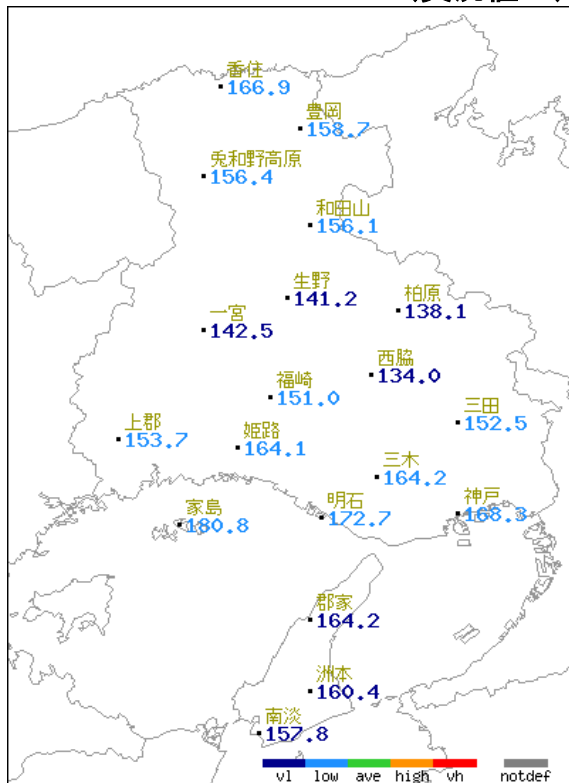 香住
166.9
豊岡
158.7
兎和野高原
156.4
和田山
156.1
生野
141.2
柏原
138.1
一宮
142.5
西脇
134.0
福崎
151.0
三田
152.5
上郡
153.7
姫路
164.1
三木
164.2
家島
180.8
明石
172.7
神戸
168.3
郡家
164.2
洲本
160.4
南淡
157.8
vl low ave high vh notdef